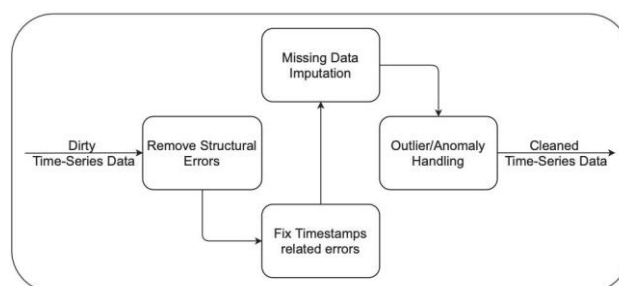 Dirty
Time-Series Data
Remove Structural
Errors
Fix Timestamps
related errors
Missing Data
Imputation
Outlier/Anomaly
Handling
Cleaned
Time-Series Data